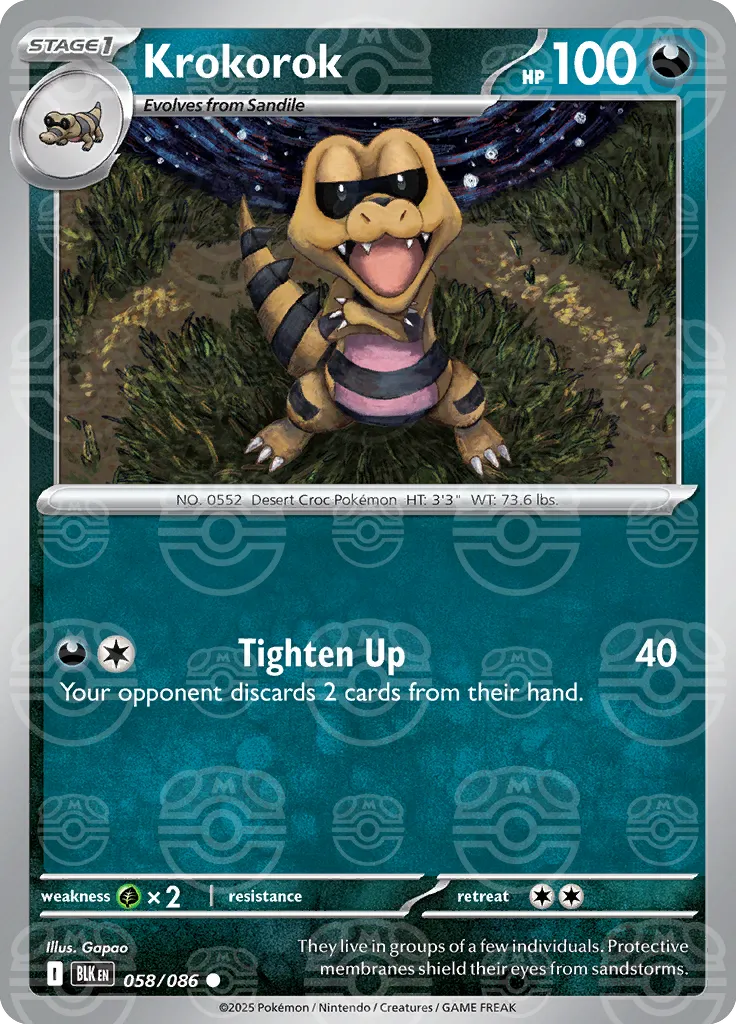 STAGE1
Krokorok
HP 100
Evolves from Sandile
NO. 0552 Desert Croc Pokémon HT: 3'3" WT: 73.6 lbs.
Tighten Up 40
Your opponent discards 2 cards from their hand.
weakness ×2 | resistance retreat
Illus. Gapao
They live in groups of a few individuals. Protective
membranes shield their eyes from sandstorms.
I BLK EN 058/086
©2025 Pokémon / Nintendo / Creatures / GAME FREAK